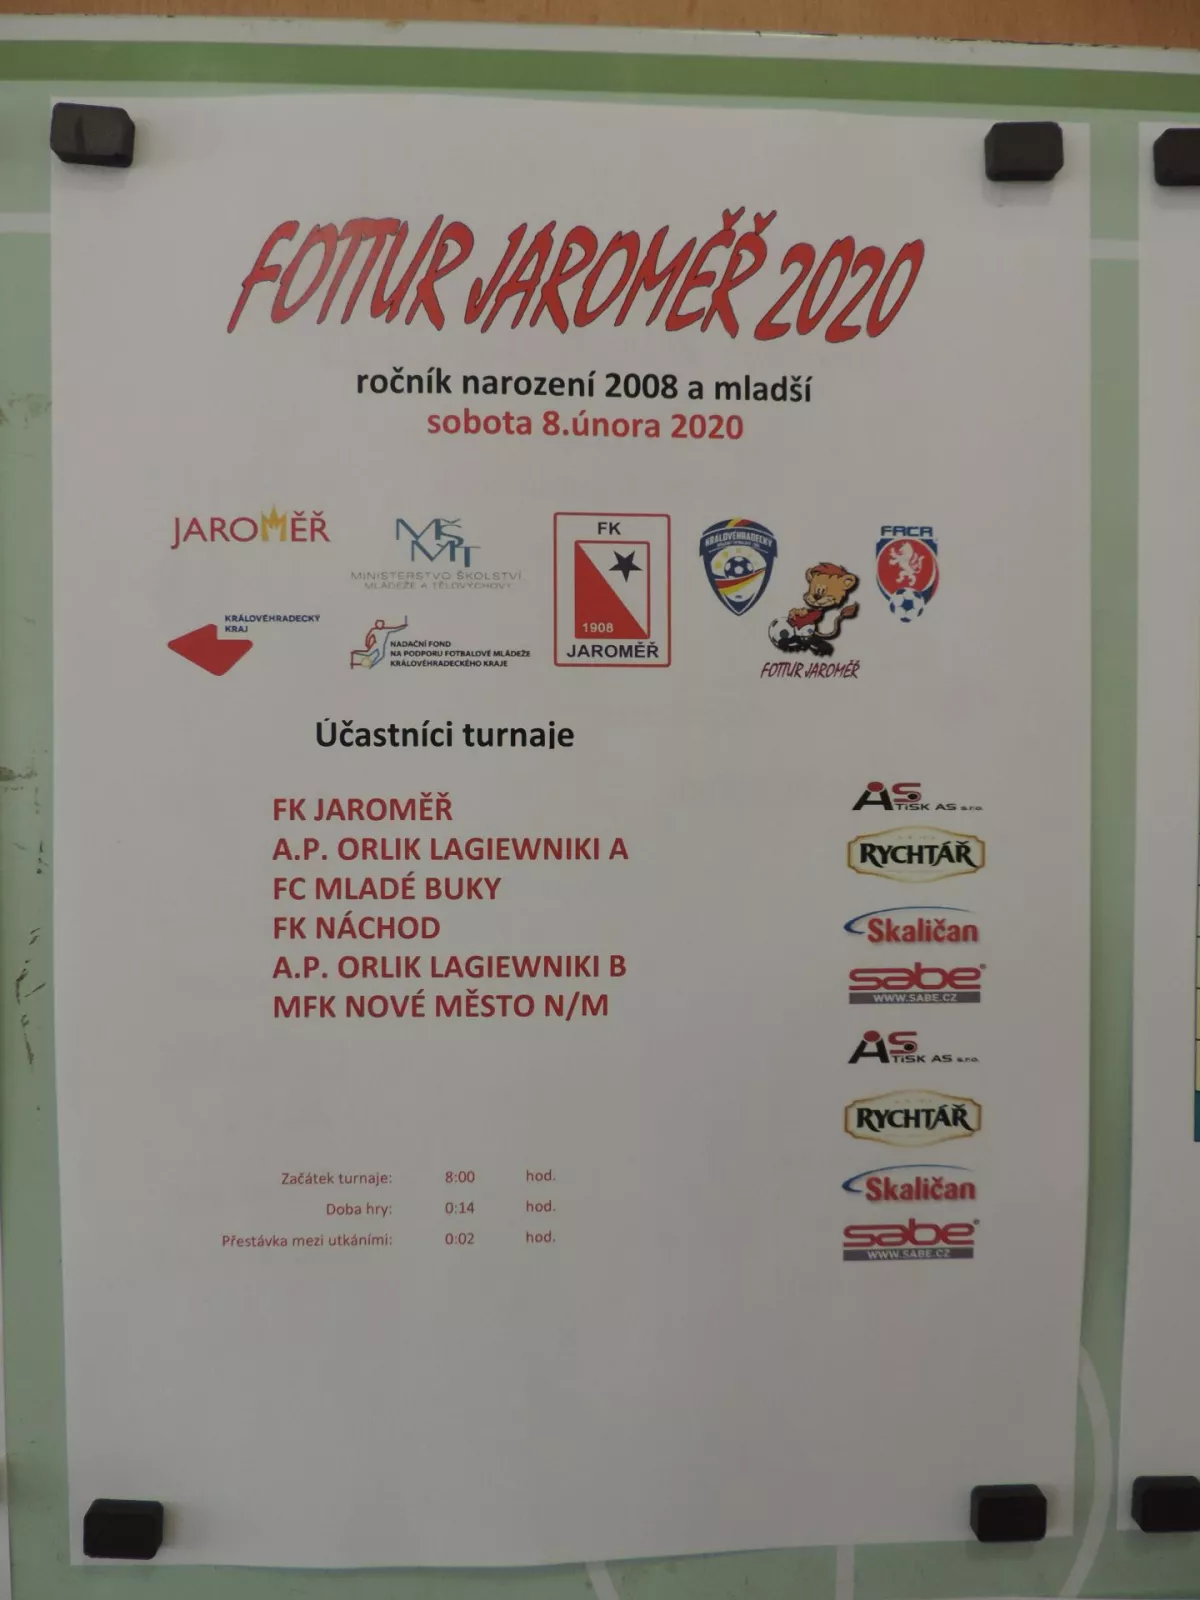 FOTTUR JAROMĚŘ 2020
ročník narození 2008 a mladší
sobota 8.února 2020
JAROMĚŘ
MŠMT
MINISTERSTVO ŠKOLSTVÍ
MLÁDEŽE A TĚLOVÝCHOVY
FK
1908
JAROMĚŘ
KRÁLOVÉHRADECKÝ
FAČR
KRÁLOVÉHRADECKÝ
KRAJ
NADAČNÍ FOND
NA PODPORU FOTBALOVÉ MLÁDEŽE
KRÁLOVÉHRADECKÉHO KRAJE
FOTTUR JAROMĚŘ
Účastníci turnaje
FK JAROMĚŘ
A.P. ORLIK LAGIEWNIKI A
FC MLADÉ BUKY
FK NÁCHOD
A.P. ORLIK LAGIEWNIKI B
MFK NOVÉ MĚSTO N/M
AS
TISK AS s.r.o.
RYCHTÁŘ
Skaličan
sabe®
WWW.SABE.CZ
AS
TISK AS s.r.o.
RYCHTÁŘ
Skaličan
sabe®
WWW.SABE.CZ
Začátek turnaje: 8:00 hod.
Doba hry: 0:14 hod.
Přestávka mezi utkáními: 0:02 hod.